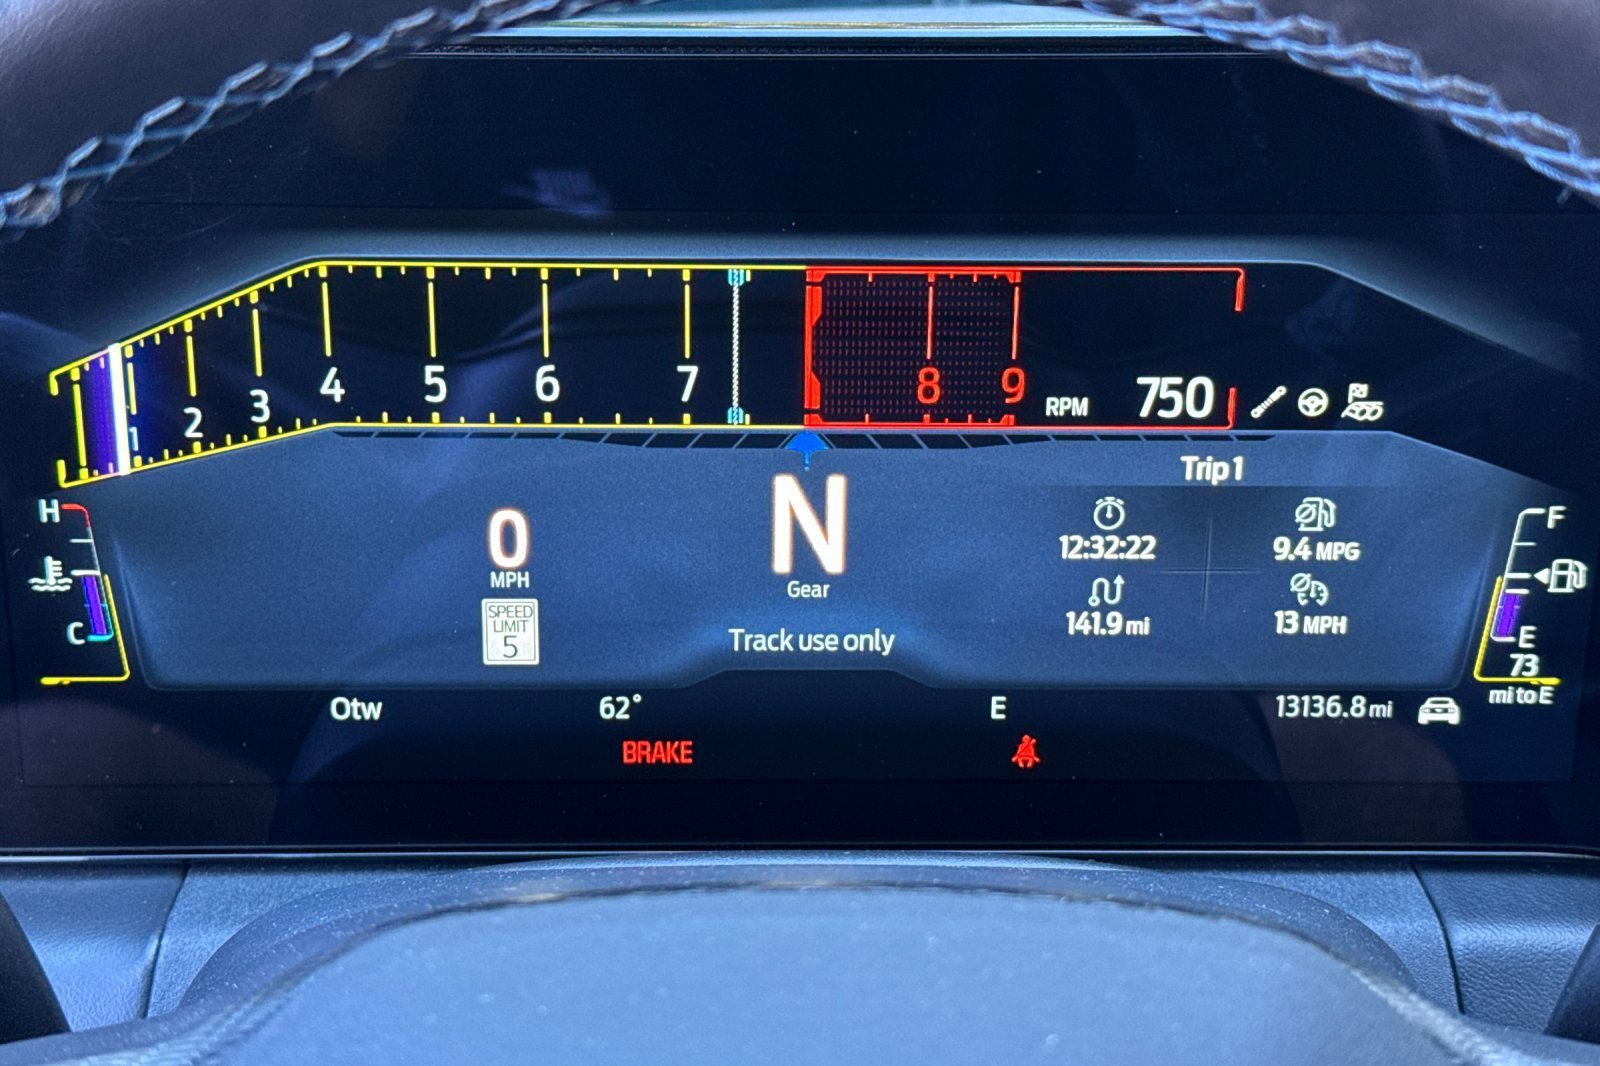 1 2 3 4 5 6 7 8 9 RPM 750
Trip 1
H
0
MPH
SPEED
LIMIT
5
C
N
Gear
Track use only
12:32:22
9.4 MPG
141.9 mi
13 MPH
F
E
73
mi to E
Otw
62°
E
13136.8 mi
BRAKE